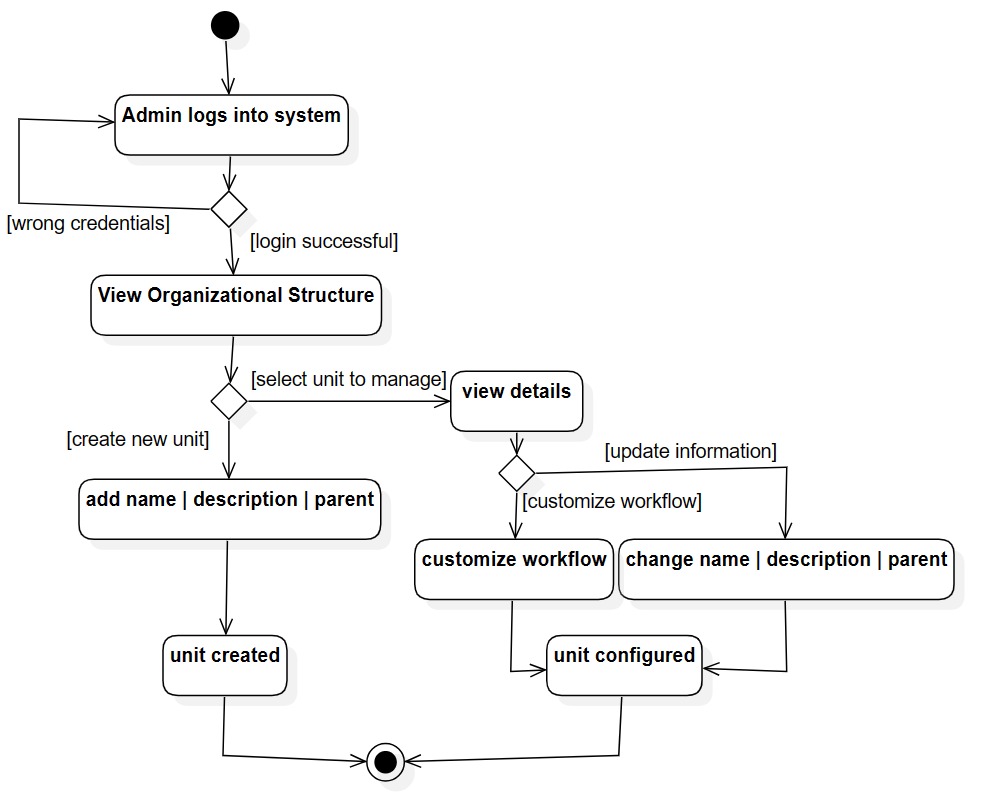 Admin logs into system
[wrong credentials]
[login successful]
View Organizational Structure
[select unit to manage]
view details
[create new unit]
[update information]
add name | description | parent
[customize workflow]
customize workflow
change name | description | parent
unit created
unit configured